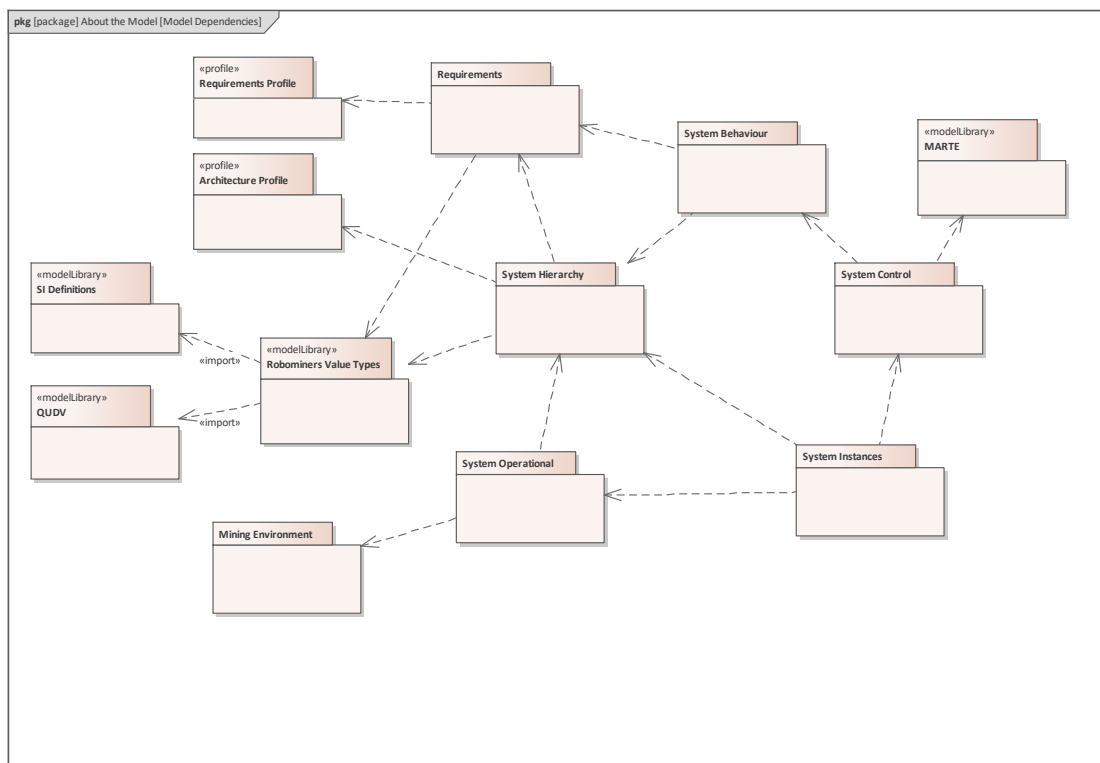 pkg [package] About the Model [Model Dependencies]
«profile»
Requirements Profile
Requirements
System Behaviour
«modelLibrary»
MARTE
«profile»
Architecture Profile
«modelLibrary»
SI Definitions
System Hierarchy
System Control
«modelLibrary»
Robominers Value Types
«import»
«modelLibrary»
QUDV
«import»
System Operational
System Instances
Mining Environment